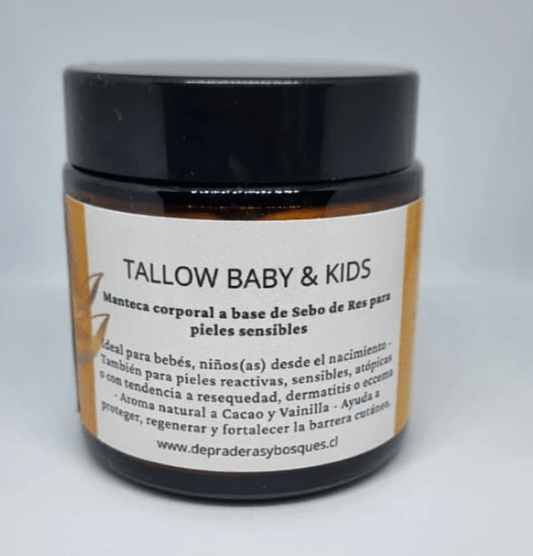 TALLOW BABY & KIDS
Manteca corporal a base de Sebo de Res para
pieles sensibles
Ideal para bebés, niños(as) desde el nacimiento -
También para pieles reactivas, sensibles, atópicas
o con tendencia a resequedad, dermatitis o eccema
- Aroma natural a Cacao y Vainilla - Ayuda a
proteger, regenerar y fortalecer la barrera cutánea.
www.depraderasybosques.cl